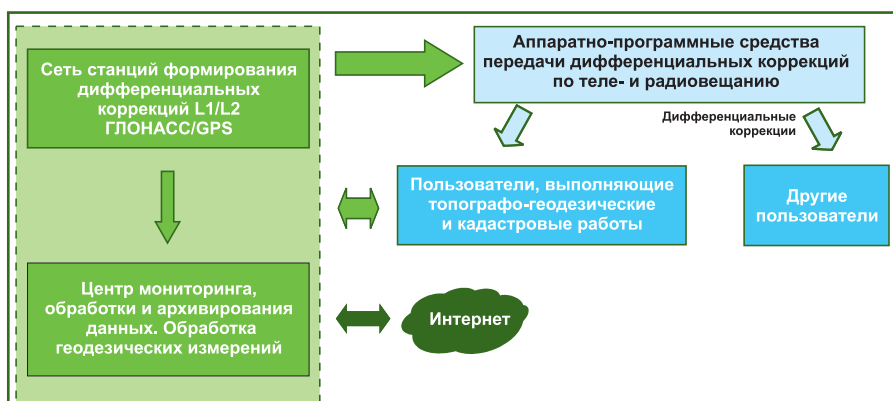 Сеть станций формирования
дифференциальных
коррекций L1/L2
ГЛОНАСС/GPS
Аппаратно-программные средства
передачи дифференциальных коррекций
по теле- и радиовещанию
Дифференциальные
коррекции
Пользователи, выполняющие
топографо-геодезические
и кадастровые работы
Другие
пользователи
Центр мониторинга,
обработки и архивирования
данных. Обработка
геодезических измерений
Интернет